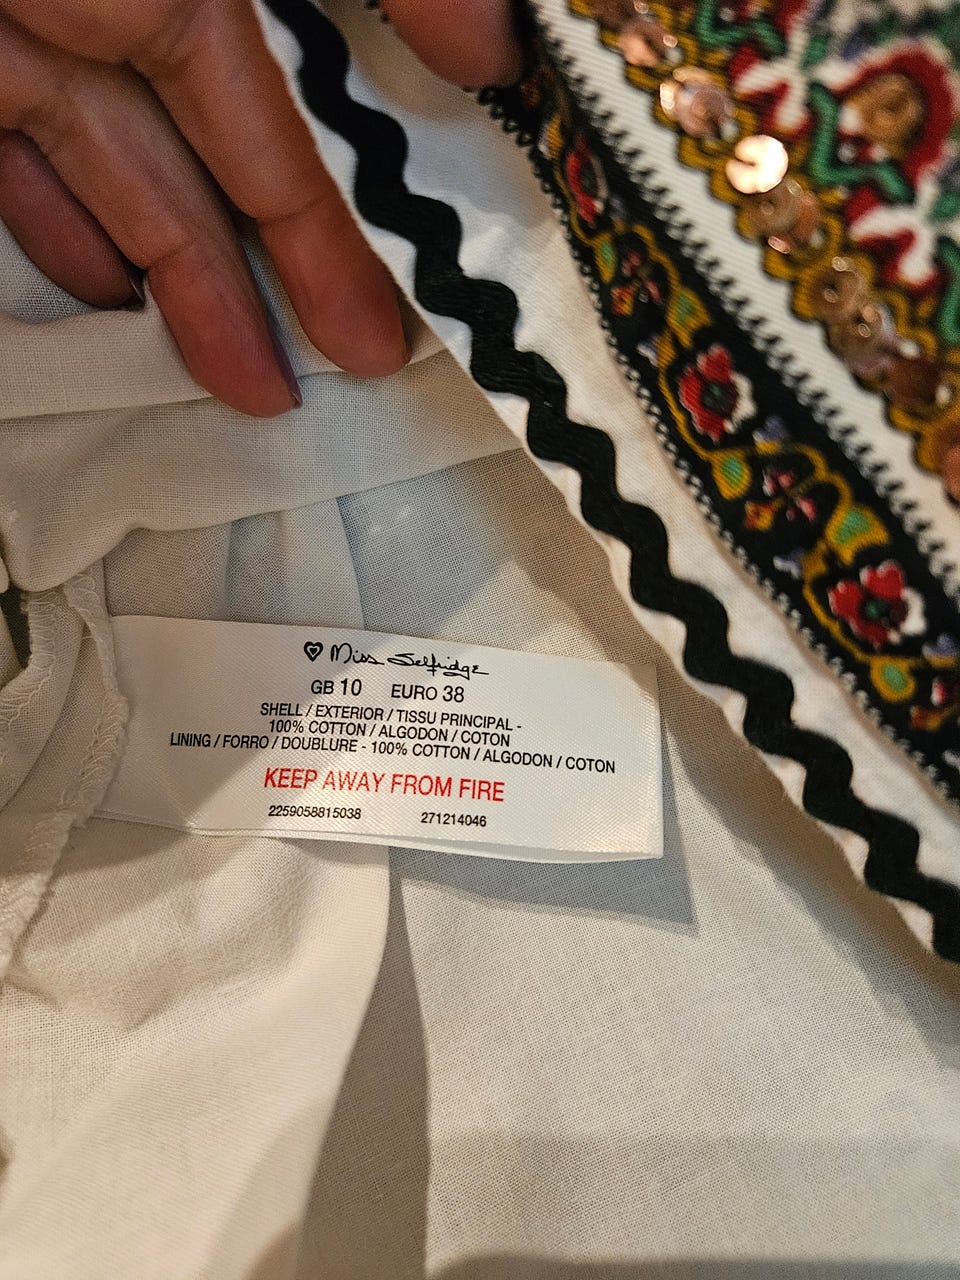 Miss Selfridge
GB 10 EURO 38
SHELL / EXTERIOR / TISSU PRINCIPAL -
100% COTTON / ALGODON / COTON
LINING / FORRO / DOUBLURE - 100% COTTON / ALGODON / COTON
KEEP AWAY FROM FIRE
2259058815038 271214046